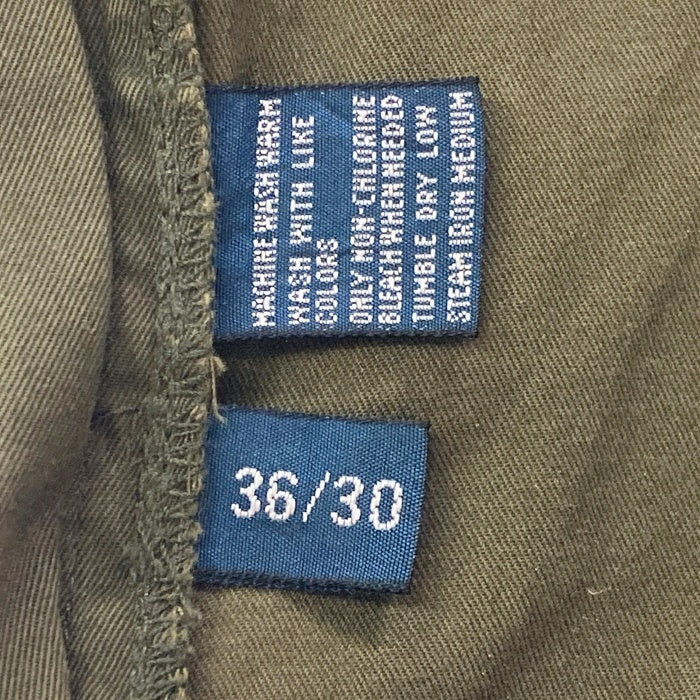 MACHINE WASH WARM
WASH WITH LIKE
COLORS
ONLY NON-CHLORINE
BLEACH WHEN NEEDED
TUMBLE DRY LOW
STEAM IRON MEDIUM
36/30